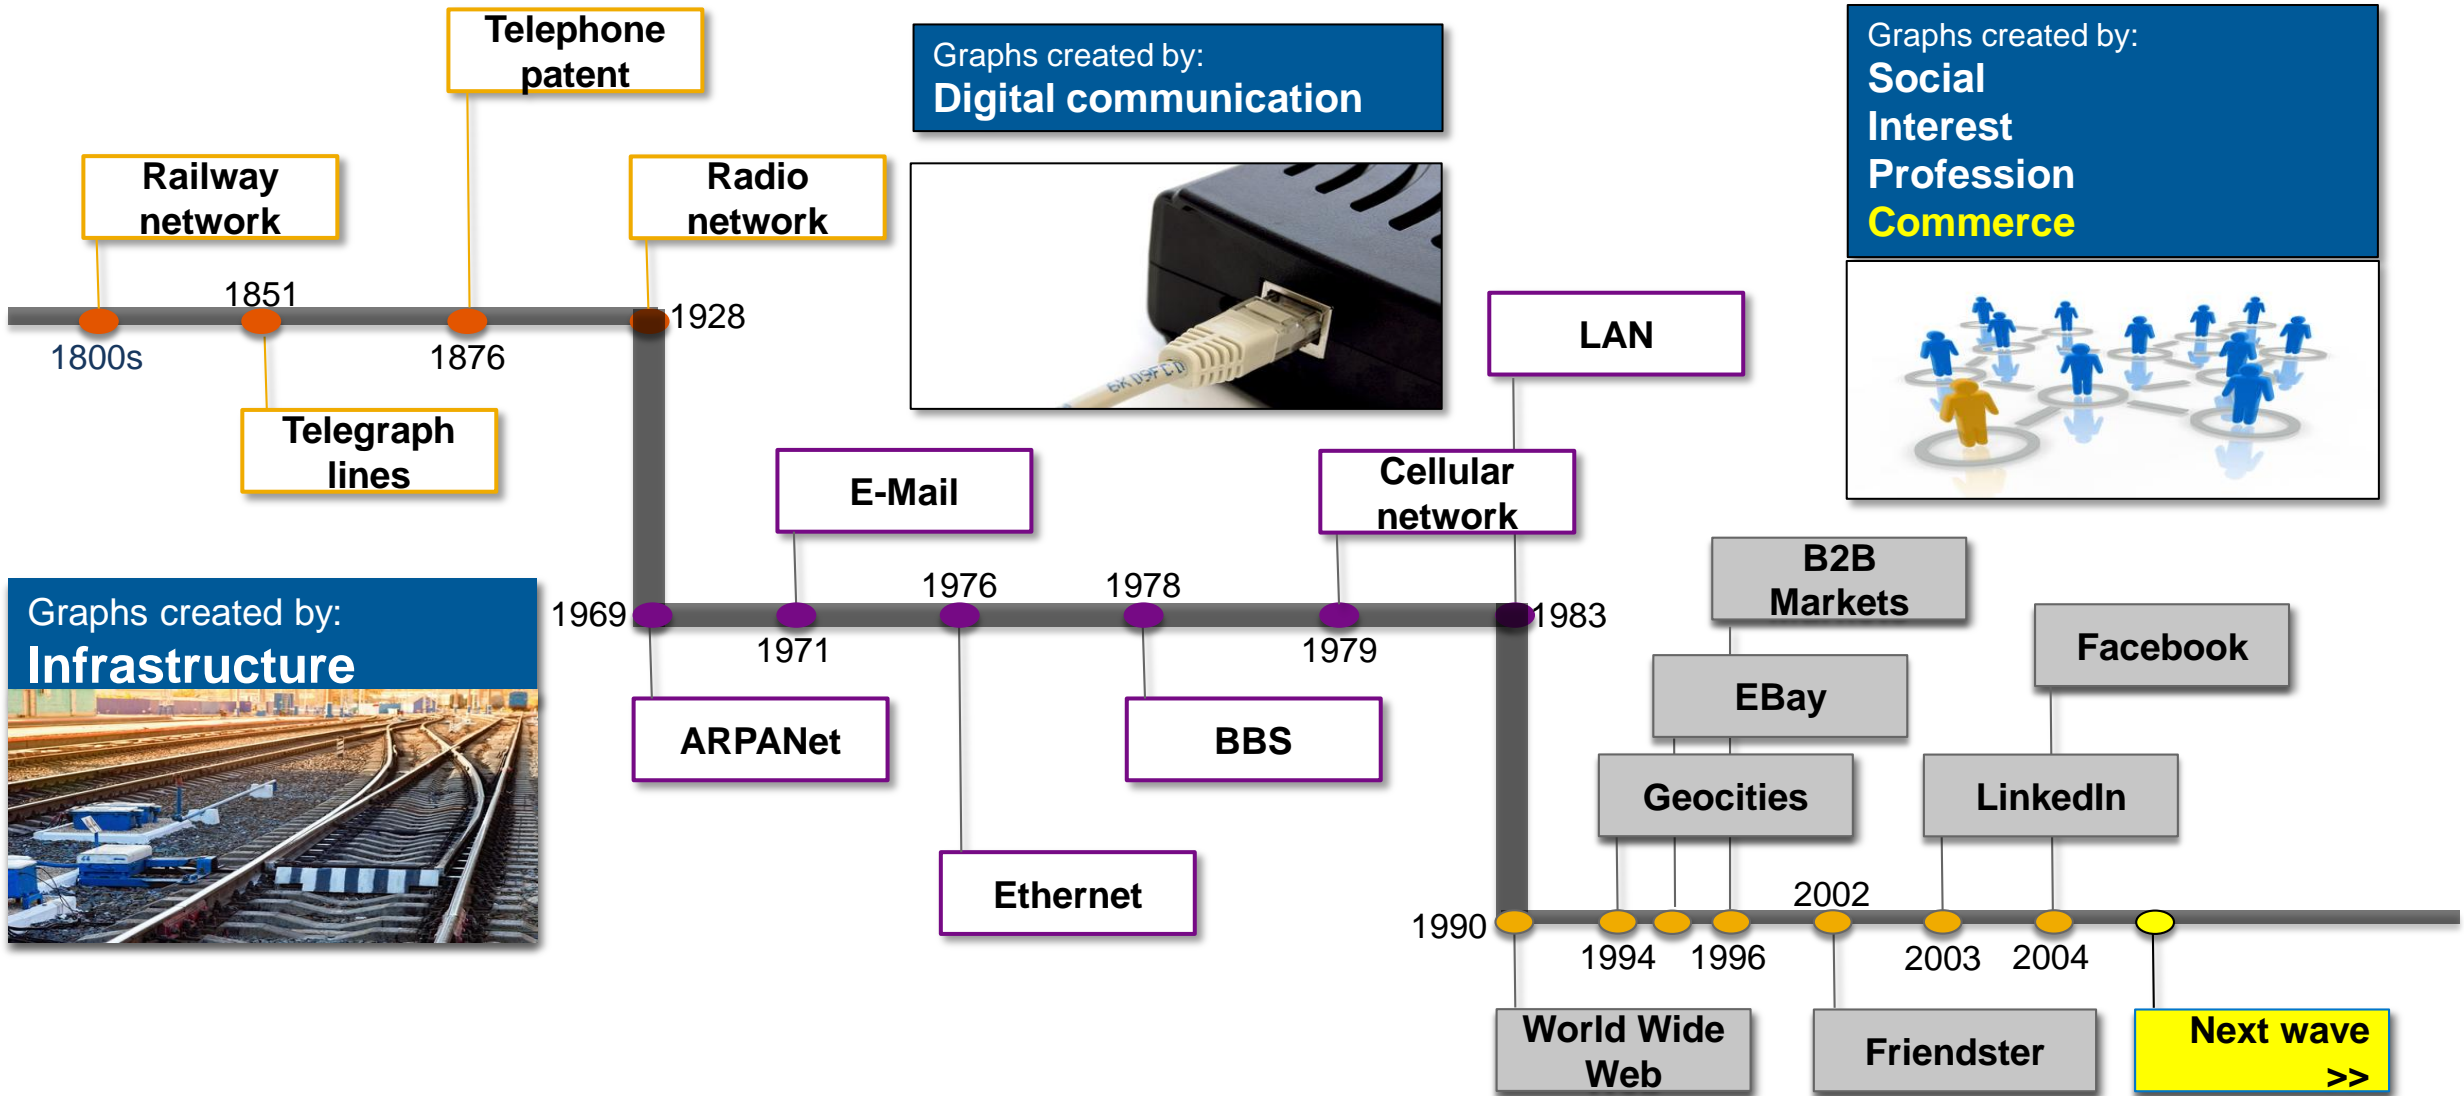 Telephone
patent
Graphs created by:
Digital communication
Graphs created by:
Social
Interest
Profession
Commerce
Railway
network
Radio
network
1851
1928
1800s
1876
LAN
Telegraph
lines
E-Mail
Cellular
network
Graphs created by:
Infrastructure
1969
1976
1978
1983
1971
1979
B2B
Markets
Facebook
EBay
ARPANet
BBS
Geocities
LinkedIn
Ethernet
1990
2002
1994
1996
2003
2004
World Wide
Web
Friendster
Next wave
>>